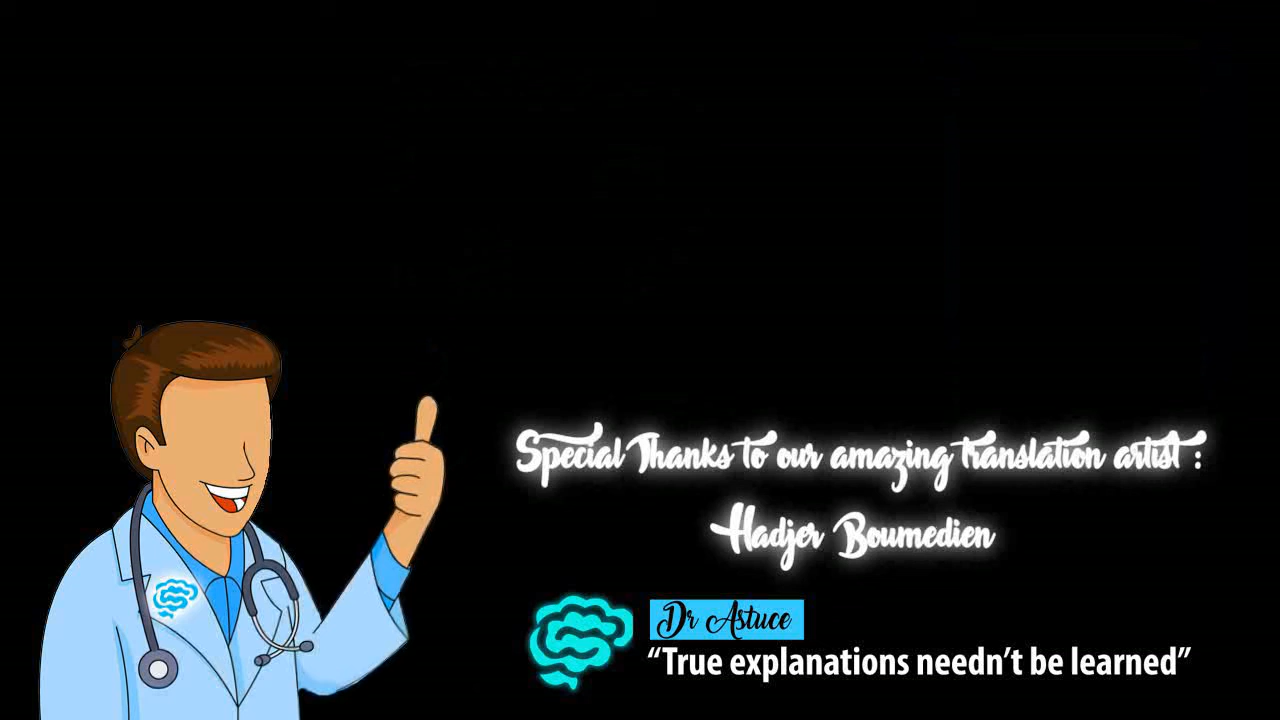 Special Thanks to our amazing translation artist :
Hadjer Boumedien
Dr Astuce
“True explanations needn’t be learned”